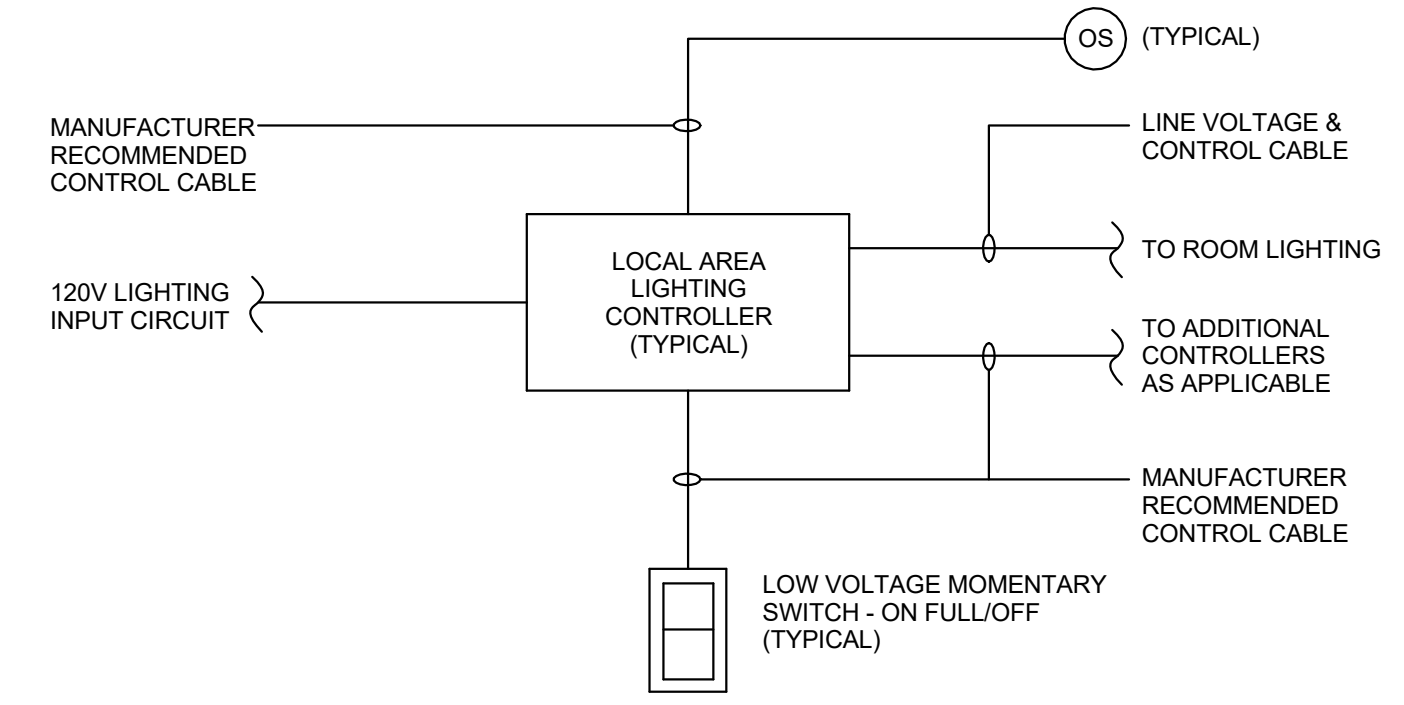 OS
(TYPICAL)
MANUFACTURER
RECOMMENDED
CONTROL CABLE
LINE VOLTAGE &
CONTROL CABLE
LOCAL AREA
LIGHTING
CONTROLLER
(TYPICAL)
TO ROOM LIGHTING
120V LIGHTING
INPUT CIRCUIT
TO ADDITIONAL
CONTROLLERS
AS APPLICABLE
MANUFACTURER
RECOMMENDED
CONTROL CABLE
LOW VOLTAGE MOMENTARY
SWITCH - ON FULL/OFF
(TYPICAL)